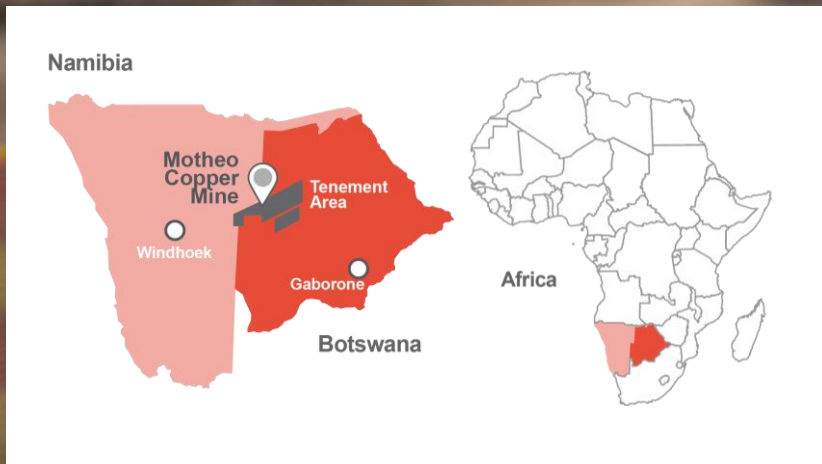 Namibia
Motheo
Copper
Mine
Tenement
Area
Windhoek
Gaborone
Botswana
Africa